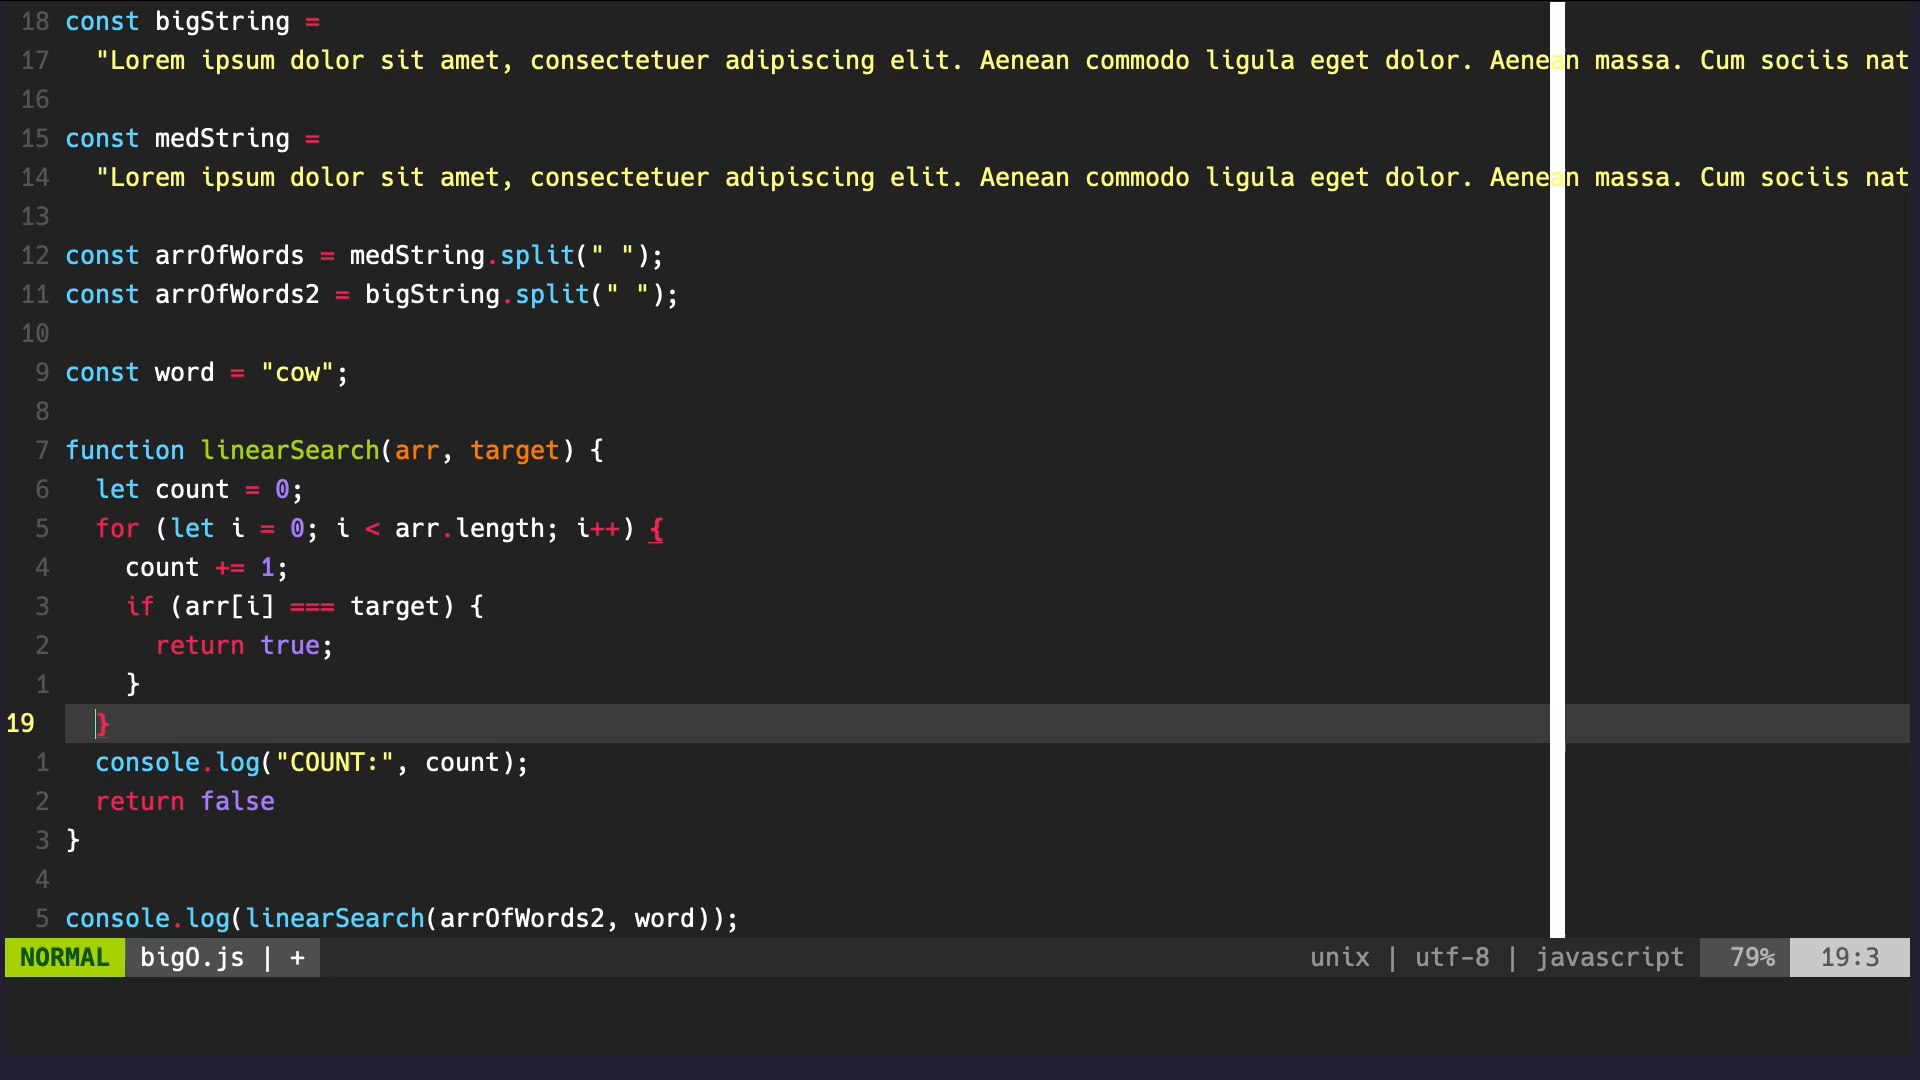 18 const bigString =
17   "Lorem ipsum dolor sit amet, consectetuer adipiscing elit. Aenean commodo ligula eget dolor. Aenean massa. Cum sociis nat
16
15 const medString =
14   "Lorem ipsum dolor sit amet, consectetuer adipiscing elit. Aenean commodo ligula eget dolor. Aenean massa. Cum sociis nat
13
12 const arrOfWords = medString.split(" ");
11 const arrOfWords2 = bigString.split(" ");
10
9 const word = "cow";
8
7 function linearSearch(arr, target) {
6   let count = 0;
5   for (let i = 0; i < arr.length; i++) {
4     count += 1;
3     if (arr[i] === target) {
2       return true;
1     }
19   }
1   console.log("COUNT:", count);
2   return false
3 }
4
5 console.log(linearSearch(arrOfWords2, word));
NORMAL bigO.js | + unix | utf-8 | javascript 79% 19:3